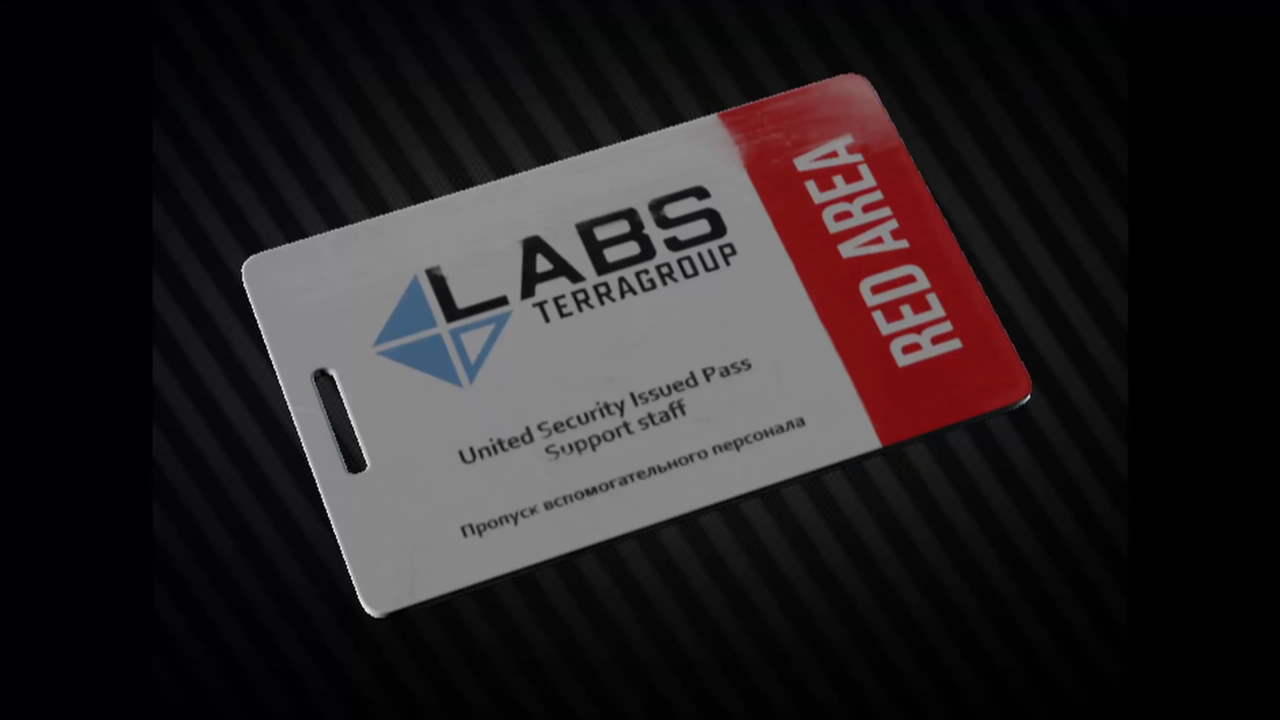 LABS
TERRAGROUP
United Security Issued Pass
Support staff
Пропуск вспомогательного персонала
RED AREA